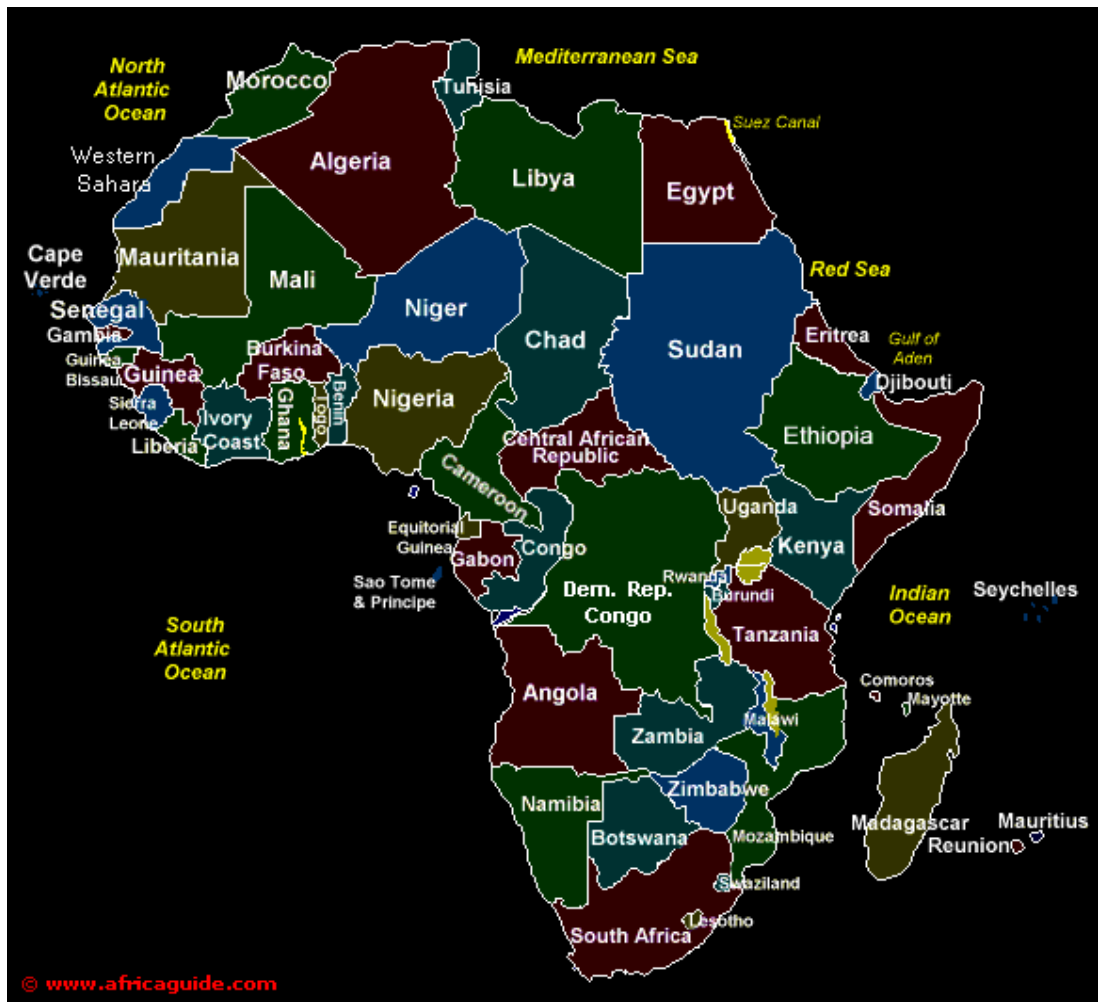 North
Atlantic
Ocean
Mediterranean Sea
Morocco
Tunisia
Suez Canal
Western
Sahara
Algeria
Libya
Egypt
Cape
Verde
Mauritania
Mali
Niger
Chad
Sudan
Red Sea
Senegal
Gambia
Guinea
Bissau
Guinea
Burkina
Faso
Eritrea
Gulf of
Aden
Djibouti
Sierra
Leone
Liberia
Ivory
Coast
Ghana
Togo
Benin
Nigeria
Central African
Republic
Ethiopia
Cameroon
Somalia
Uganda
Kenya
Equitorial
Guinea
Gabon
Congo
Sao Tome
& Principe
Dem. Rep.
Congo
Rwanda
Burundi
Tanzania
Indian
Ocean
Seychelles
South
Atlantic
Ocean
Angola
Zambia
Malawi
Comoros
Mayotte
Namibia
Botswana
Zimbabwe
Mozambique
Madagascar
Mauritius
Reunion
Swaziland
Lesotho
South Africa
© www.africaguide.com